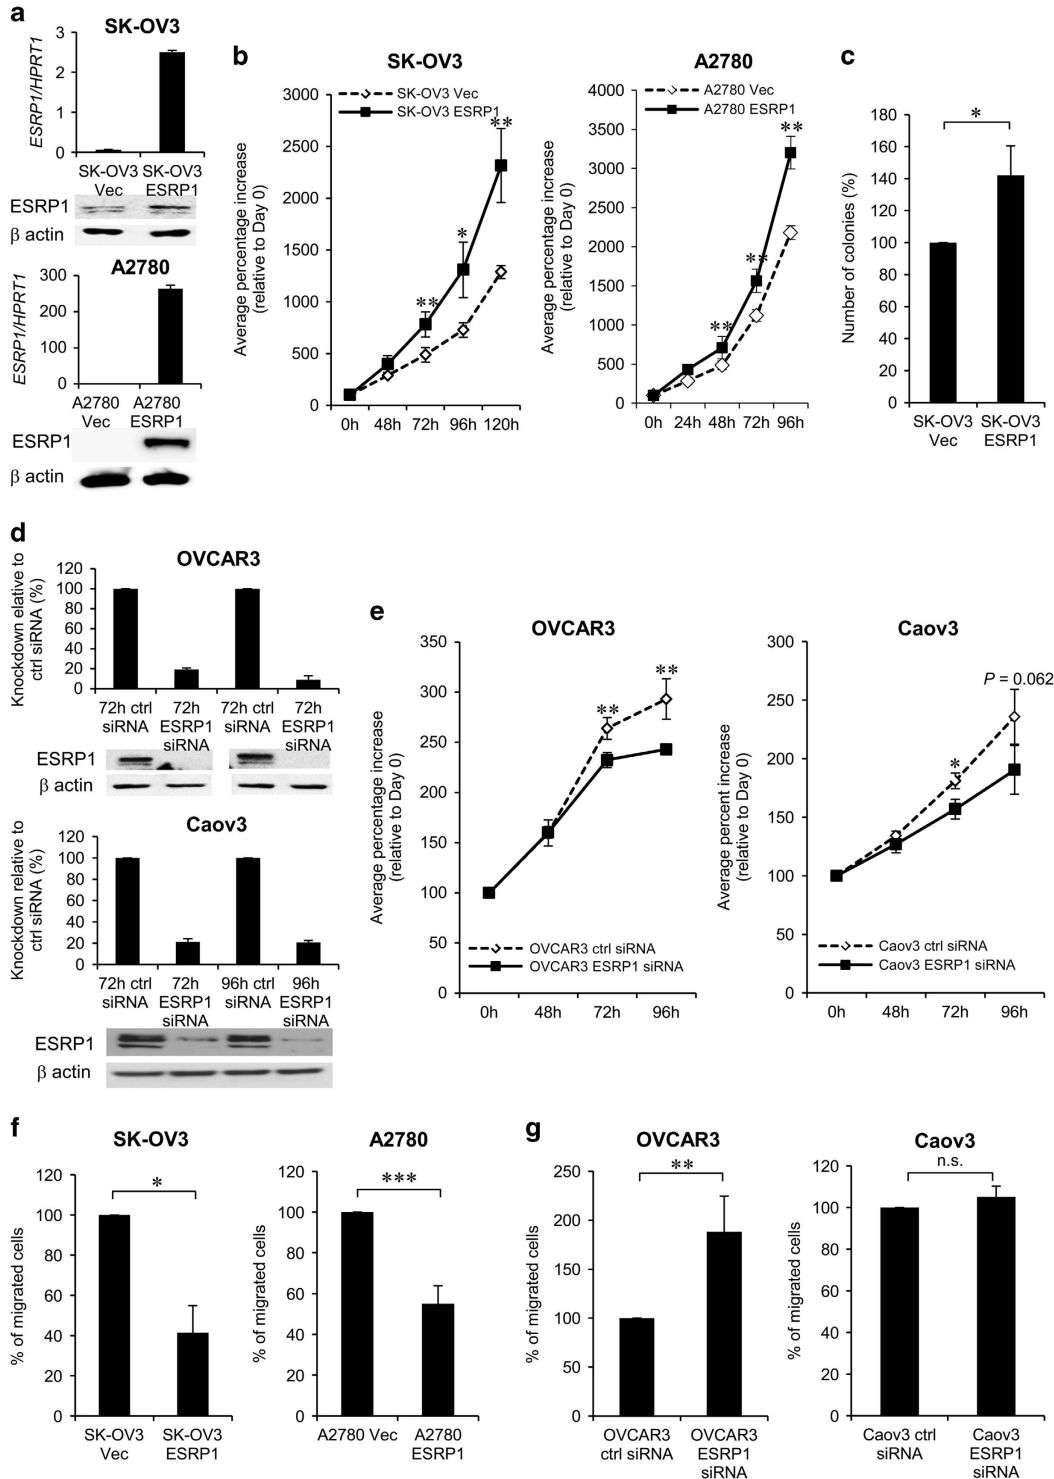 a
SK-OV3
ESRP1/HPRT1
3
2
1
0
SK-OV3 Vec
SK-OV3 ESRP1
ESRP1
β actin
A2780
ESRP1/HPRT1
300
200
100
0
A2780 Vec
A2780 ESRP1
ESRP1
β actin
b
SK-OV3
SK-OV3 Vec
SK-OV3 ESRP1
Average percentage increase
(relative to Day 0)
3000
2500
2000
1500
1000
500
0
**
*
**
0h 48h 72h 96h 120h
A2780
A2780 Vec
A2780 ESRP1
Average percentage increase
(relative to Day 0)
4000
3500
3000
2500
2000
1500
1000
500
0
**
**
**
0h 24h 48h 72h 96h
c
Number of colonies (%)
180
160
140
120
100
80
60
40
20
0
*
SK-OV3 Vec
SK-OV3 ESRP1
d
OVCAR3
Knockdown elative to
ctrl siRNA (%)
120
100
80
60
40
20
0
72h ctrl siRNA
72h ESRP1 siRNA
72h ctrl siRNA
72h ESRP1 siRNA
ESRP1
β actin
Caov3
Knockdown relative to
ctrl siRNA (%)
120
100
80
60
40
20
0
72h ctrl siRNA
72h ESRP1 siRNA
96h ctrl siRNA
96h ESRP1 siRNA
ESRP1
β actin
e
OVCAR3
Average percentage increase
(relative to Day 0)
350
300
250
200
150
100
50
0
**
**
OVCAR3 ctrl siRNA
OVCAR3 ESRP1 siRNA
0h 48h 72h 96h
Caov3
Average percent increase
(relative to Day 0)
300
250
200
150
100
50
0
P = 0.062
*
Caov3 ctrl siRNA
Caov3 ESRP1 siRNA
0h 48h 72h 96h
f
SK-OV3
% of migrated cells
120
100
80
60
40
20
0
*
SK-OV3 Vec
SK-OV3 ESRP1
A2780
% of migrated cells
120
100
80
60
40
20
0
***
A2780 Vec
A2780 ESRP1
g
OVCAR3
% of migrated cells
250
200
150
100
50
0
**
OVCAR3 ctrl siRNA
OVCAR3 ESRP1 siRNA
Caov3
% of migrated cells
120
100
80
60
40
20
0
n.s.
Caov3 ctrl siRNA
Caov3 ESRP1 siRNA